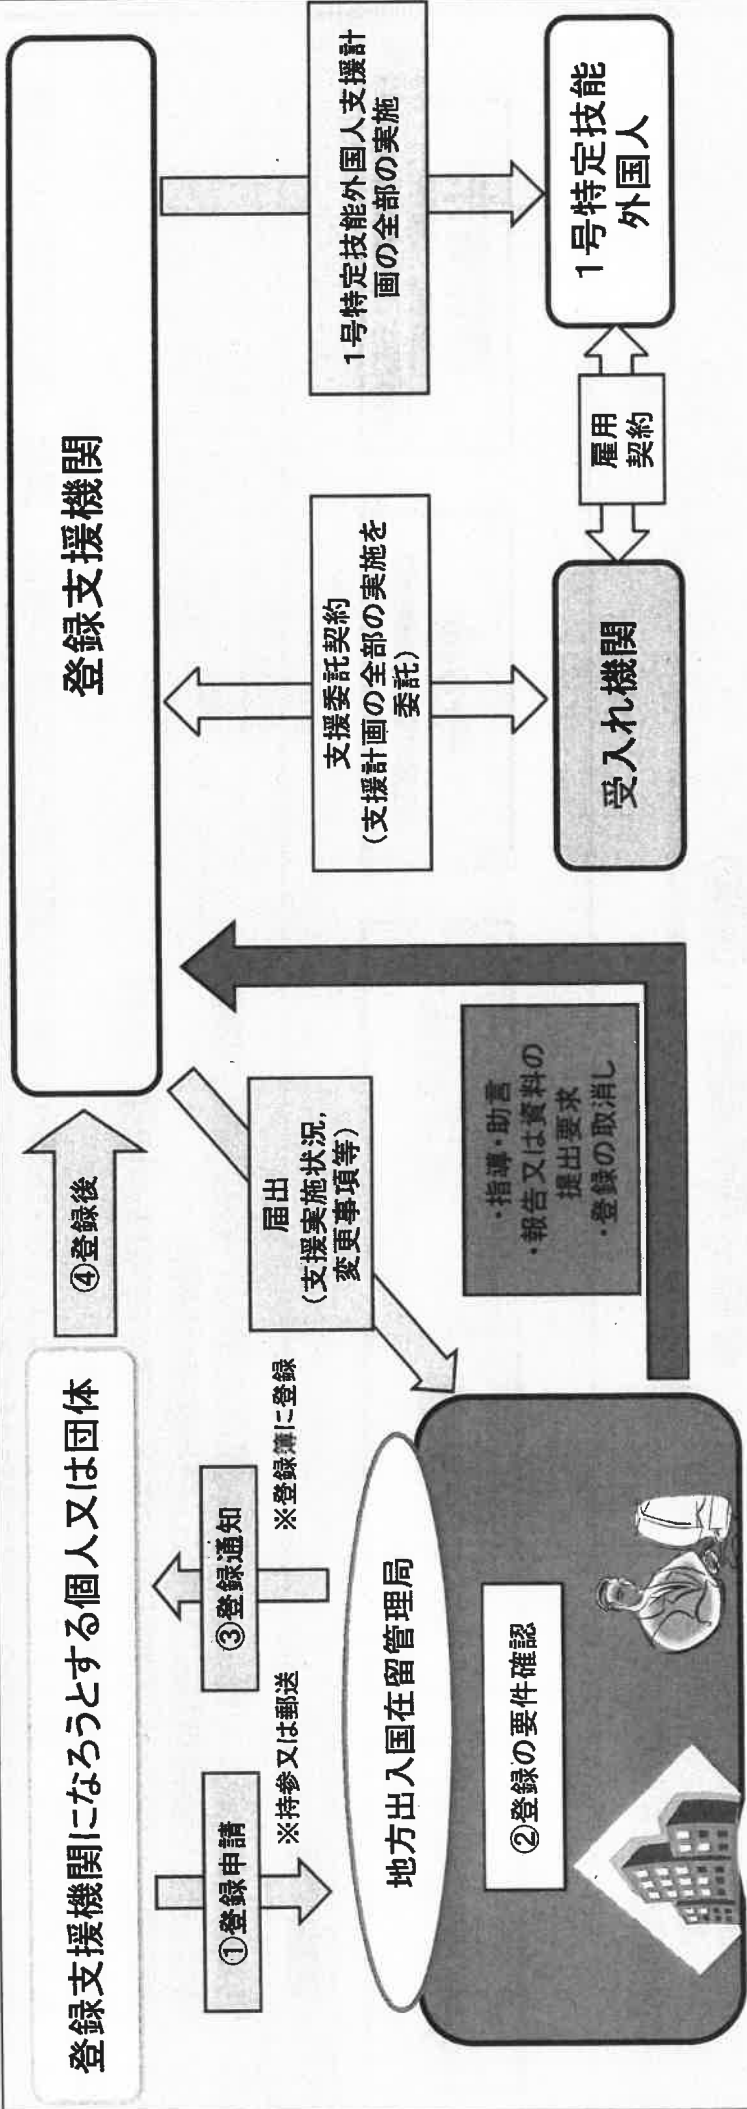 登録支援機関になろうとする個人又は団体
④登録後
登録支援機関
①登録申請
※持参又は郵送
③登録通知
※登録簿に登録
地方出入国在留管理局
②登録の要件確認
届出
（支援実施状況，
変更事項等）
・指導・助言
・報告又は資料の
提出要求
・登録の取消し
支援委託契約
（支援計画の全部の実施を
委託）
1号特定技能外国人支援計
画の全部の実施
受入れ機関
雇用
契約
1号特定技能
外国人